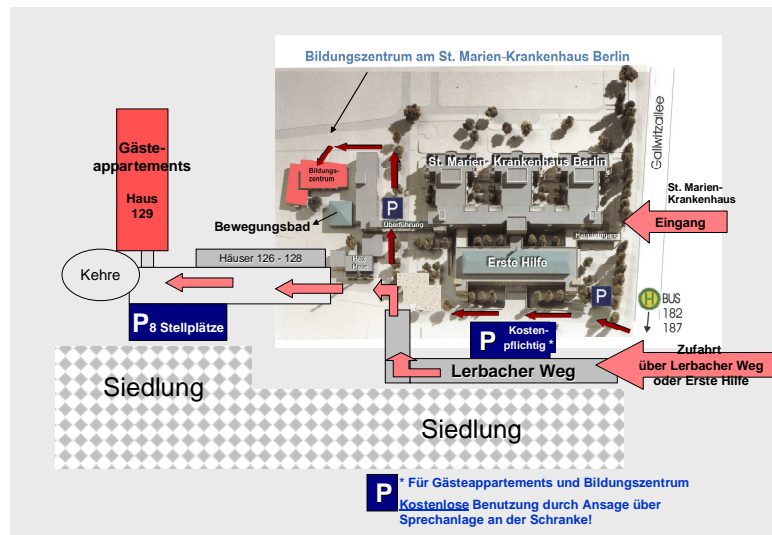 Bildungszentrum am St. Marien-Krankenhaus Berlin
Gallwitzallee
Gäste-
appartements
Haus
129
Bildungs-
zentrum
St. Marien- Krankenhaus Berlin
St. Marien-
Krankenhaus
Eingang
P
Überführung
Bewegungsbad
Haupteingang
Häuser 126 - 128
Erste Hilfe
Kehre
P
H BUS
182
187
P 8 Stellplätze
P Kosten-
pflichtig *
Lerbacher Weg
Zufahrt
über Lerbacher Weg
oder Erste Hilfe
Siedlung
Siedlung
P
* Für Gästeappartements und Bildungszentrum
Kostenlose Benutzung durch Ansage über
Sprechanlage an der Schranke!